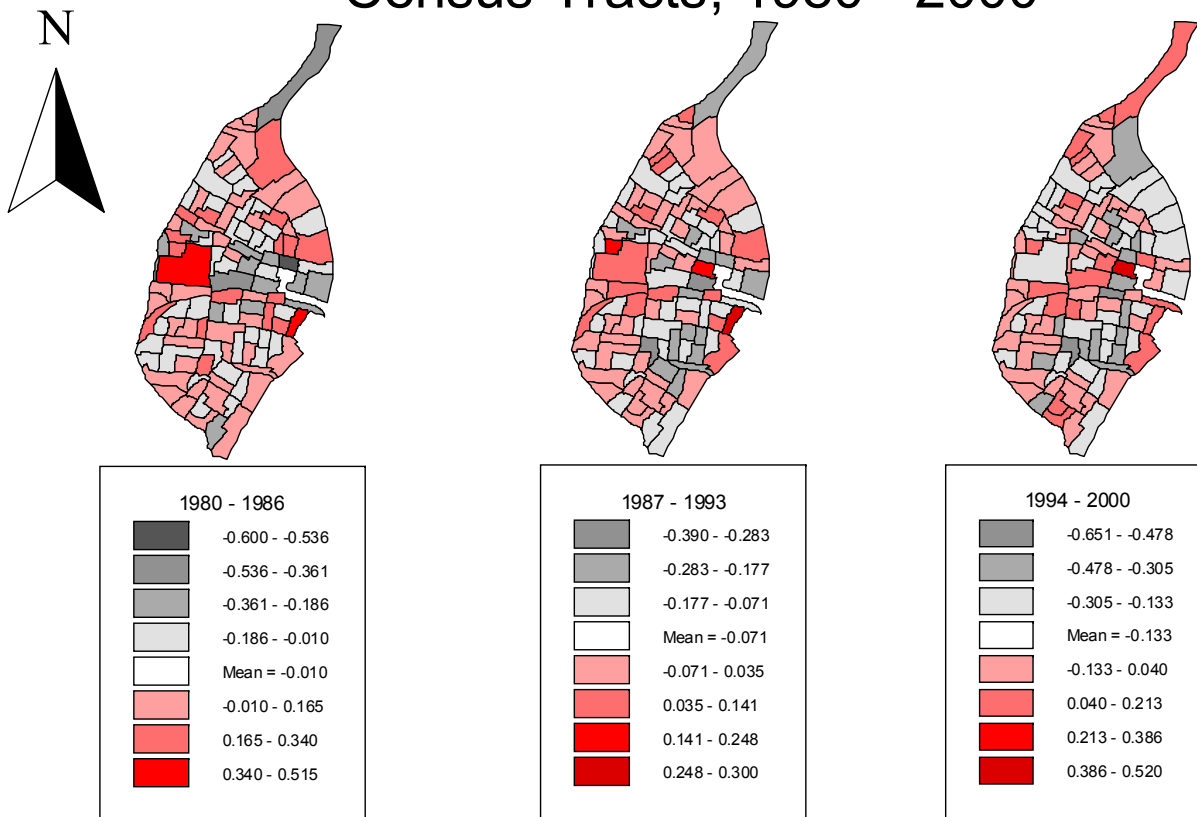 Census Tracts, 1980 - 2000
N
1980 - 1986
-0.600 - -0.536
-0.536 - -0.361
-0.361 - -0.186
-0.186 - -0.010
Mean = -0.010
-0.010 - 0.165
0.165 - 0.340
0.340 - 0.515
1987 - 1993
-0.390 - -0.283
-0.283 - -0.177
-0.177 - -0.071
Mean = -0.071
-0.071 - 0.035
0.035 - 0.141
0.141 - 0.248
0.248 - 0.300
1994 - 2000
-0.651 - -0.478
-0.478 - -0.305
-0.305 - -0.133
Mean = -0.133
-0.133 - 0.040
0.040 - 0.213
0.213 - 0.386
0.386 - 0.520